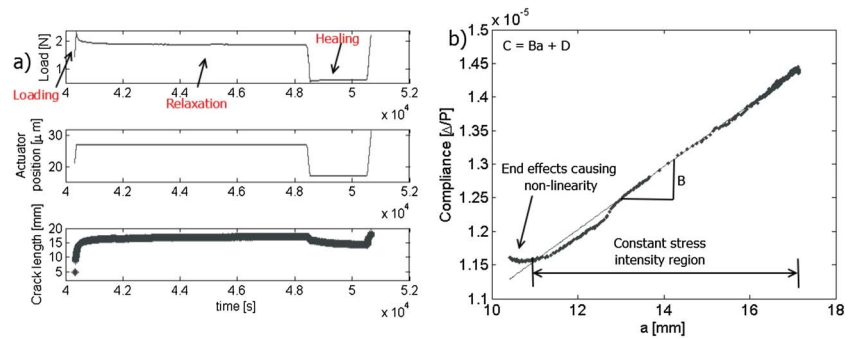 a)
Load [N]
2
1
Loading
Relaxation
Healing
4 4.2 4.4 4.6 4.8 5 5.2
x 10^4
Actuator
position [μm]
30
20
4 4.2 4.4 4.6 4.8 5 5.2
x 10^4
Crack length [mm]
20
15
10
5
4 4.2 4.4 4.6 4.8 5 5.2
time [s]
x 10^4
b)
x 10^-5
C = Ba + D
Compliance [Δ/P]
1.5
1.45
1.4
1.35
1.3
1.25
1.2
1.15
1.1
End effects causing
non-linearity
B
Constant stress
intensity region
10 12 14 16 18
a [mm]